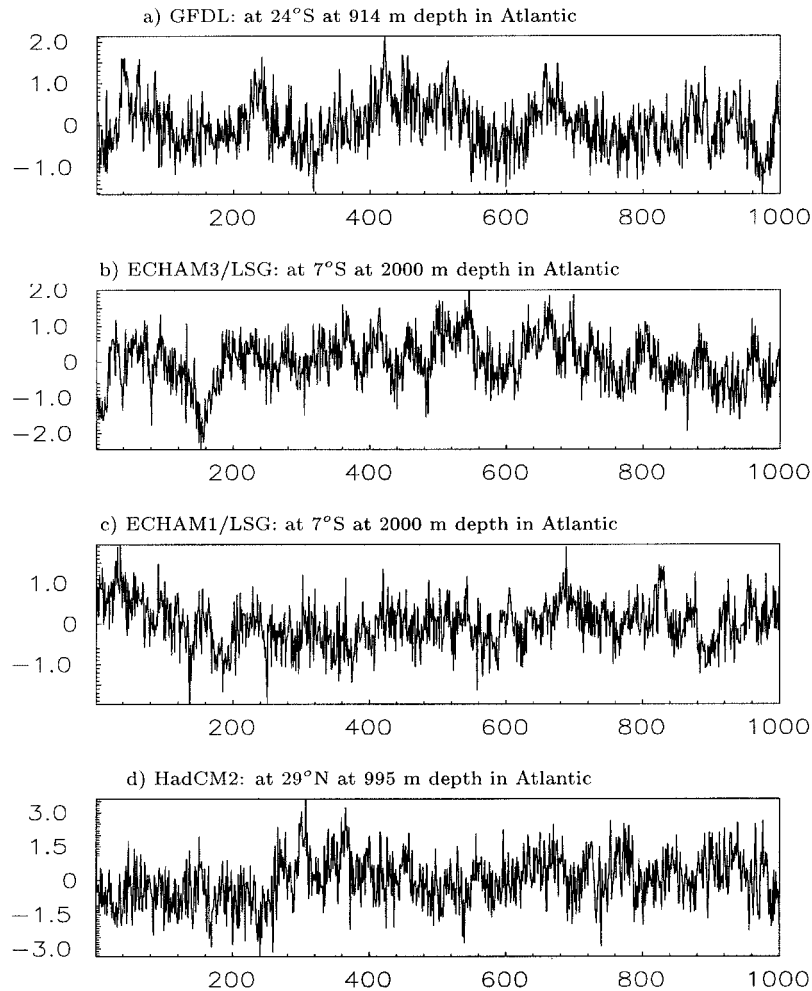 a) GFDL: at 24°S at 914 m depth in Atlantic
2.0
1.0
0
−1.0
200 400 600 800 1000
b) ECHAM3/LSG: at 7°S at 2000 m depth in Atlantic
2.0
1.0
0
−1.0
−2.0
200 400 600 800 1000
c) ECHAM1/LSG: at 7°S at 2000 m depth in Atlantic
1.0
0
−1.0
200 400 600 800 1000
d) HadCM2: at 29°N at 995 m depth in Atlantic
3.0
1.5
0
−1.5
−3.0
200 400 600 800 1000